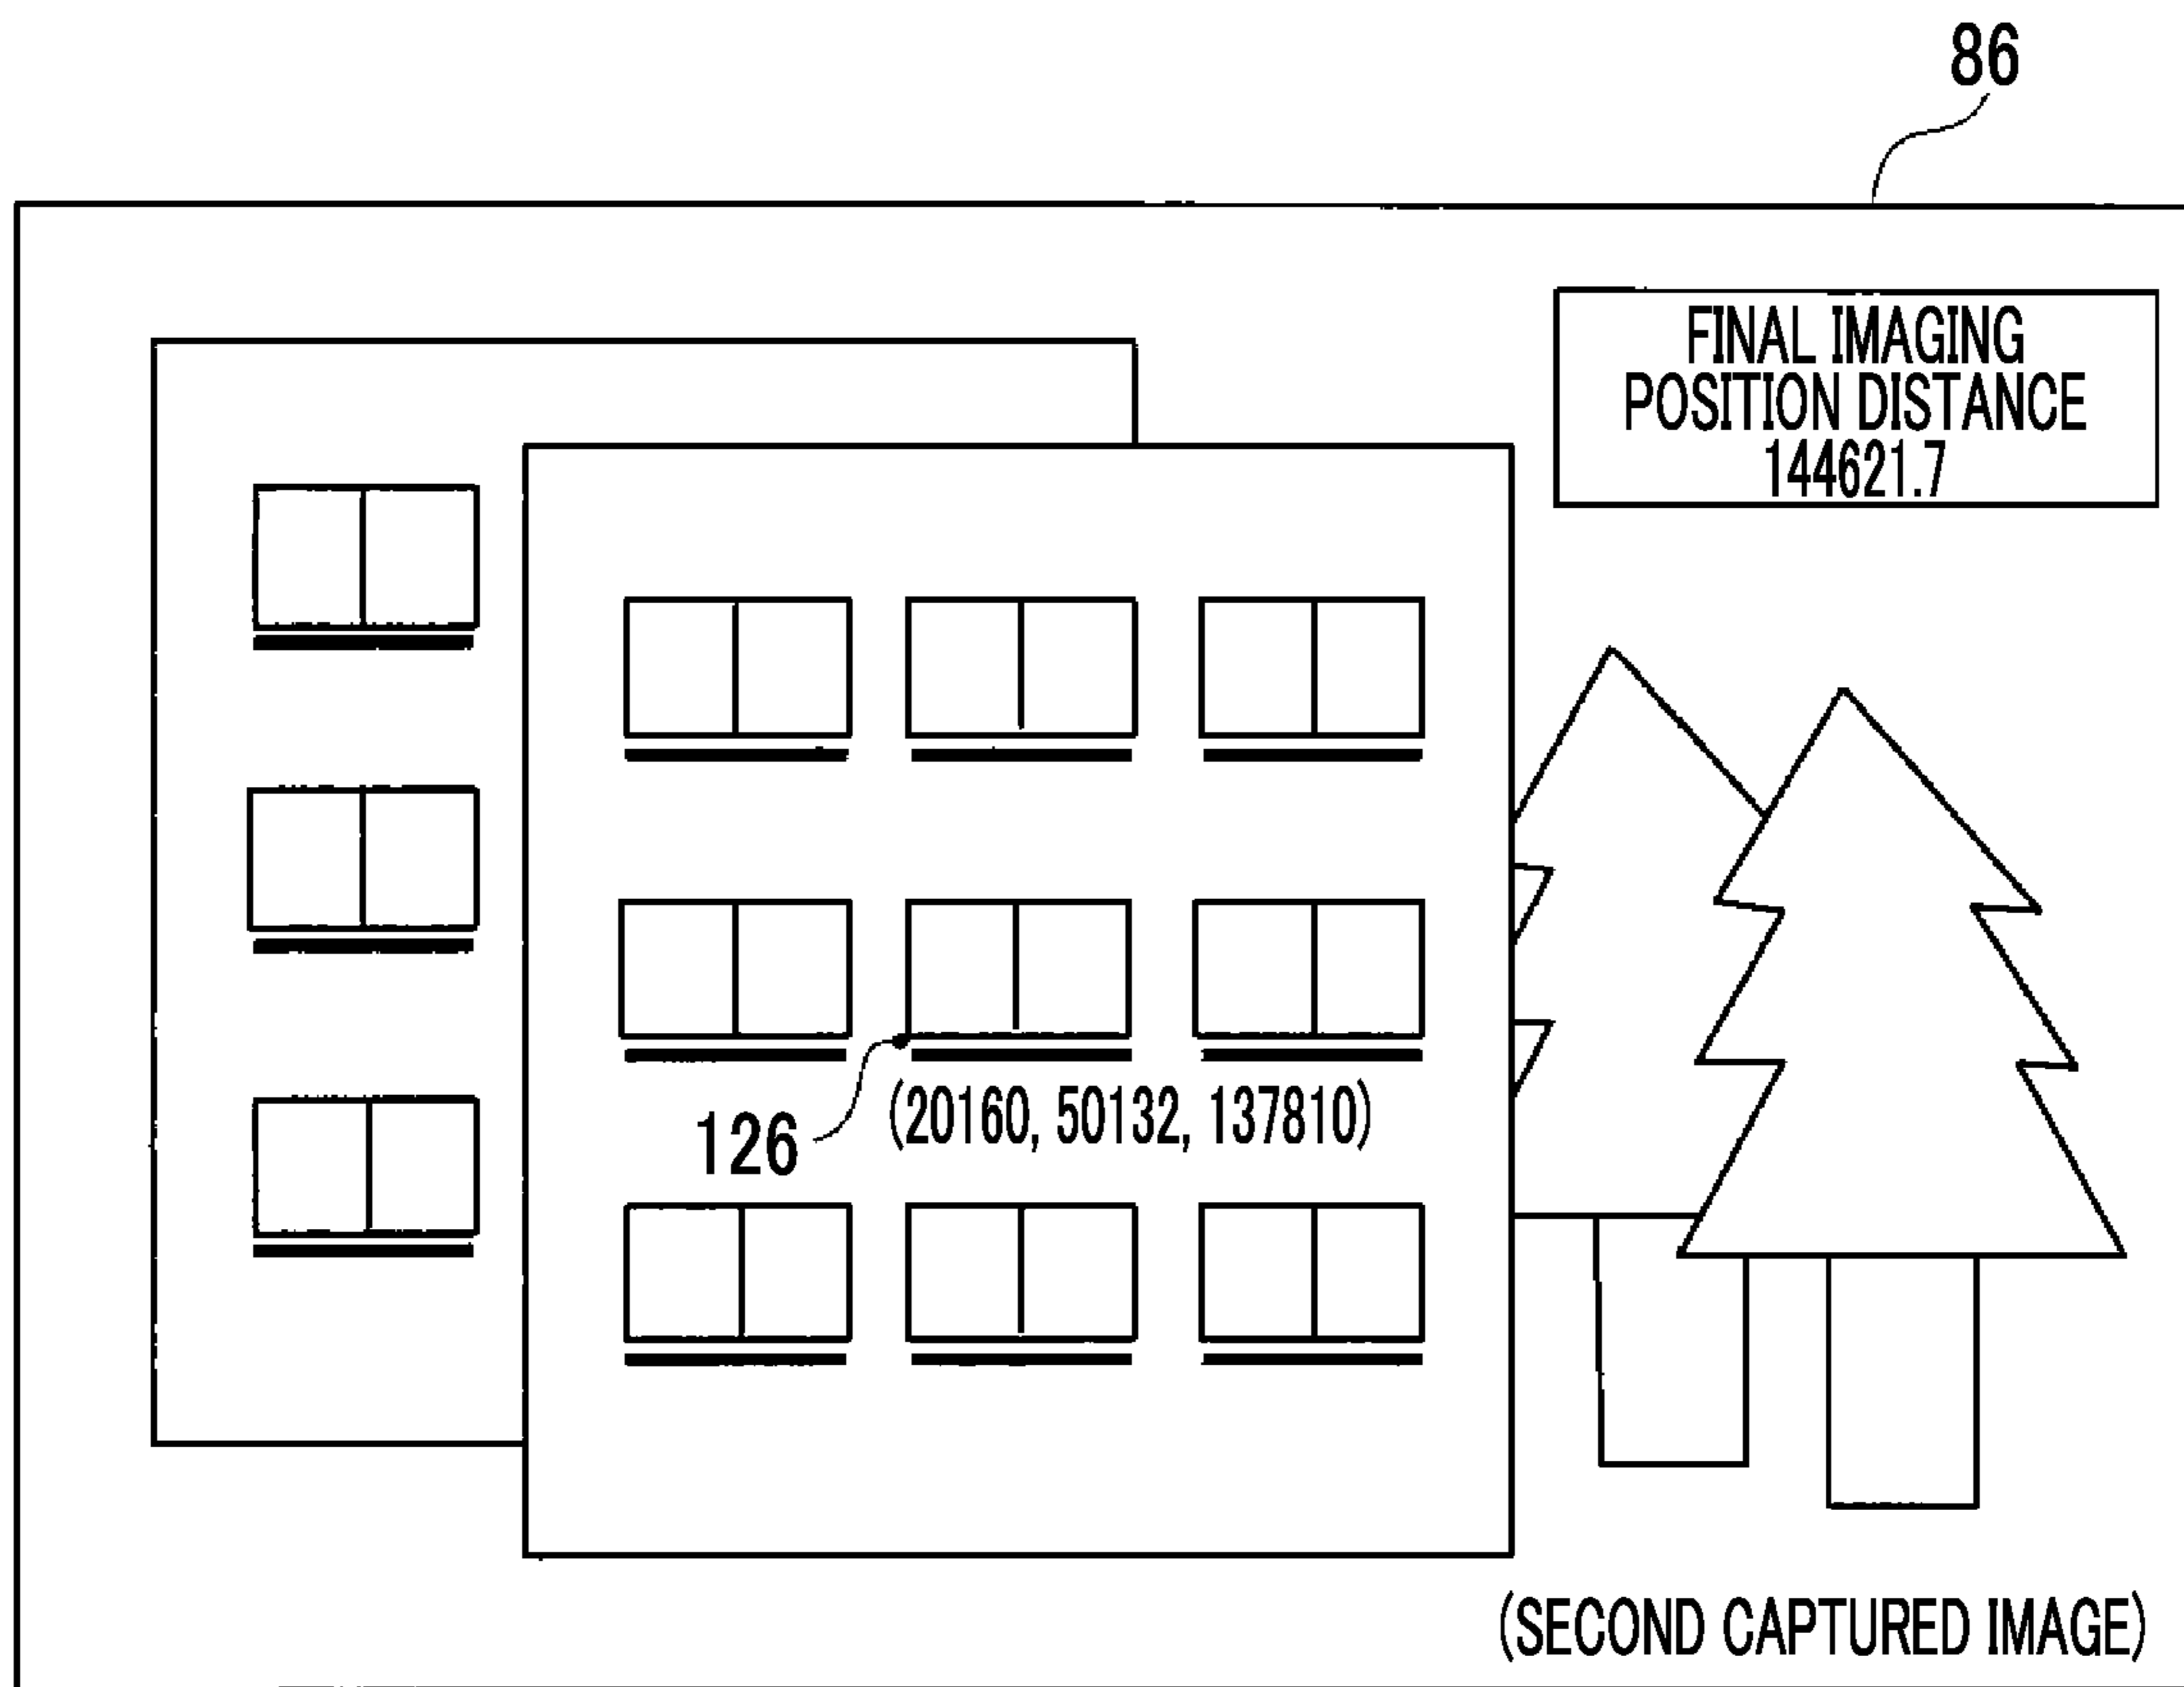 86
FINAL IMAGING
POSITION DISTANCE
144621.7
126
(20160, 50132, 137810)
(SECOND CAPTURED IMAGE)